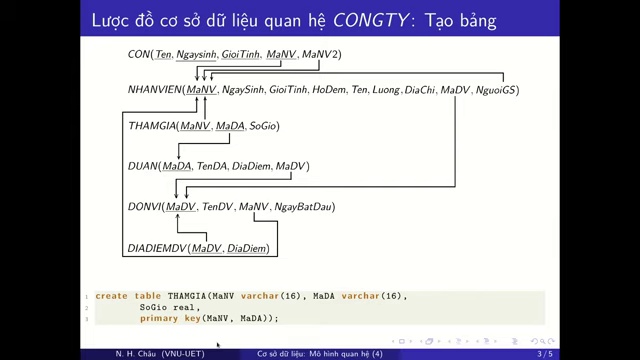 Lược đồ cơ sở dữ liệu quan hệ CONGTY: Tạo bảng
CON(Ten, Ngaysinh, GioiTinh, MaNV, MaNV2)
NHANVIEN(MaNV, NgaySinh, GioiTinh, HoDem, Ten, Luong, DiaChi, MaDV, NguoiGS)
THAMGIA(MaNV, MaDA, SoGio)
DUAN(MaDA, TenDA, DiaDiem, MaDV)
DONVI(MaDV, TenDV, MaNV, NgayBatDau)
DIADIEMDV(MaDV, DiaDiem)
1 create table THAMGIA(MaNV varchar(16), MaDA varchar(16),
2 SoGio real,
3 primary key(MaNV, MaDA));
N. H. Châu (VNU-UET) Cơ sở dữ liệu: Mô hình quan hệ (4) 3 / 5